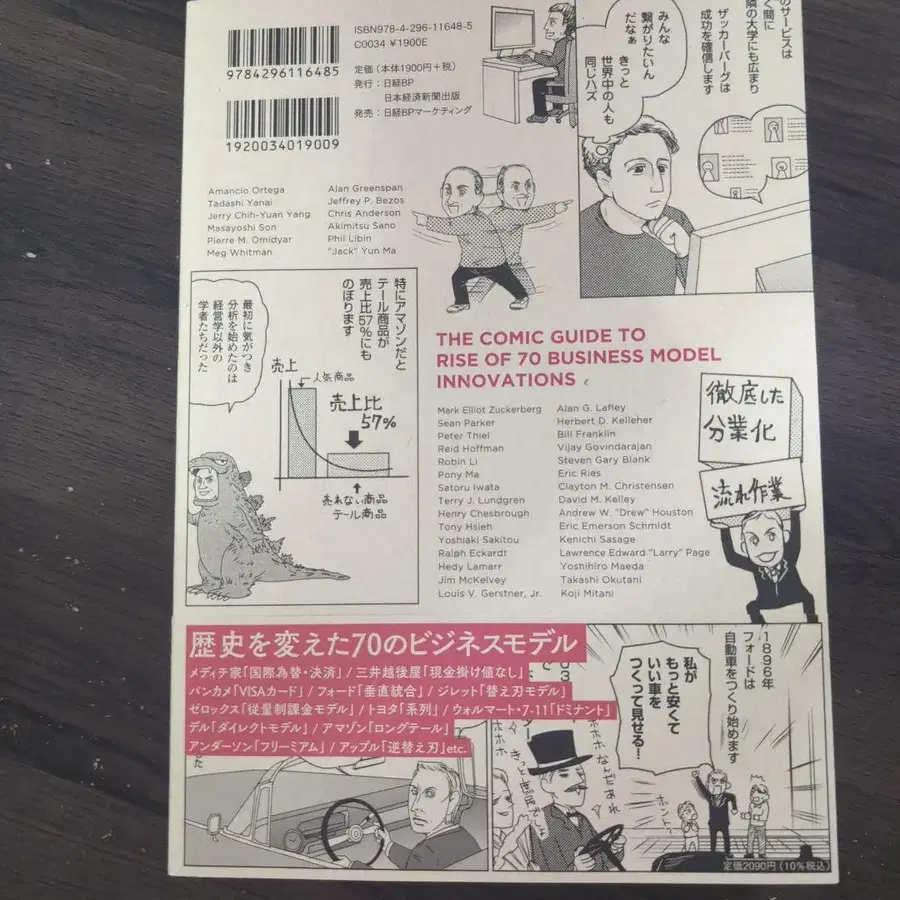 ISBN978-4-296-11648-5
C0034 ¥1900E
定価(本体1900円+税)
発行:日経BP
日本経済新聞出版
発売:日経BPマーケティング
9784296116485
1920034019009
のサービスは
く間に
隣の大学にも広まり
ザッカーバーグは
成功を確信します
みんな
繋がりたいん
だなぁ
きっと
世界中の人も
同じハズ
Amancio Ortega
Tadashi Yanai
Jerry Chih-Yuan Yang
Masayoshi Son
Pierre M. Omidyar
Meg Whitman
Alan Greenspan
Jeffrey P. Bezos
Chris Anderson
Akimitsu Sano
Phil Libin
"Jack" Yun Ma
特にアマゾンだと
テール商品が
売上比57%にも
のぼります
最初に気がつき
分析を始めたのは
経営学以外の
学者たちだった
売上
人気商品
売上比
57%
売れない商品
テール商品
THE COMIC GUIDE TO
RISE OF 70 BUSINESS MODEL
INNOVATIONS
Mark Elliot Zuckerberg
Sean Parker
Peter Thiel
Reid Hoffman
Robin Li
Pony Ma
Satoru Iwata
Terry J. Lundgren
Henry Chesbrough
Tony Hsieh
Yoshiaki Sakitou
Ralph Eckardt
Hedy Lamarr
Jim McKelvey
Louis V. Gerstner, Jr.
Alan G. Lafley
Herbert D. Kelleher
Bill Franklin
Vijay Govindarajan
Steven Gary Blank
Eric Ries
Clayton M. Christensen
David M. Kelley
Andrew W. "Drew" Houston
Eric Emerson Schmidt
Kenichi Sasage
Lawrence Edward "Larry" Page
Yoshihiro Maeda
Takashi Okutani
Koji Mitani
徹底した
分業化
流れ作業
歴史を変えた70のビジネスモデル
メディチ家「国際為替・決済」/三井越後屋「現金掛け値なし」
バンカメ「VISAカード」/フォード「垂直統合」/ジレット「替え刃モデル」
ゼロックス「従量制課金モデル」/トヨタ「系列」/ウォルマート・7-11「ドミナント」
デル「ダイレクトモデル」/アマゾン「ロングテール」
アンダーソン「フリーミアム」/アップル「逆替え刃」etc.
1896年
フォードは
自動車をつくり始めます
私が
もっと安くて
いい車を
つくって見せる!
ホホホ
なんであれ
定価2090円(10%税込)